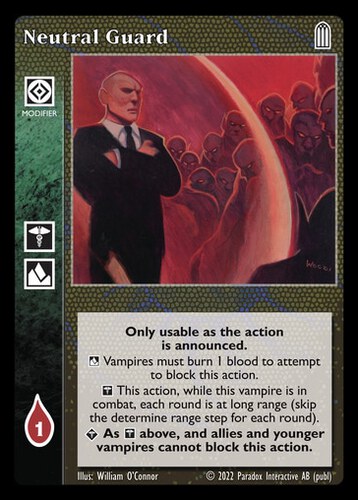 Neutral Guard
MODIFIER
Only usable as the action
is announced.
Vampires must burn 1 blood to attempt
to block this action.
This action, while this vampire is in
combat, each round is at long range (skip
the determine range step for each round).
As above, and allies and younger
vampires cannot block this action.
1
Illus: William O'Connor © 2022 Paradox Interactive AB (publ)